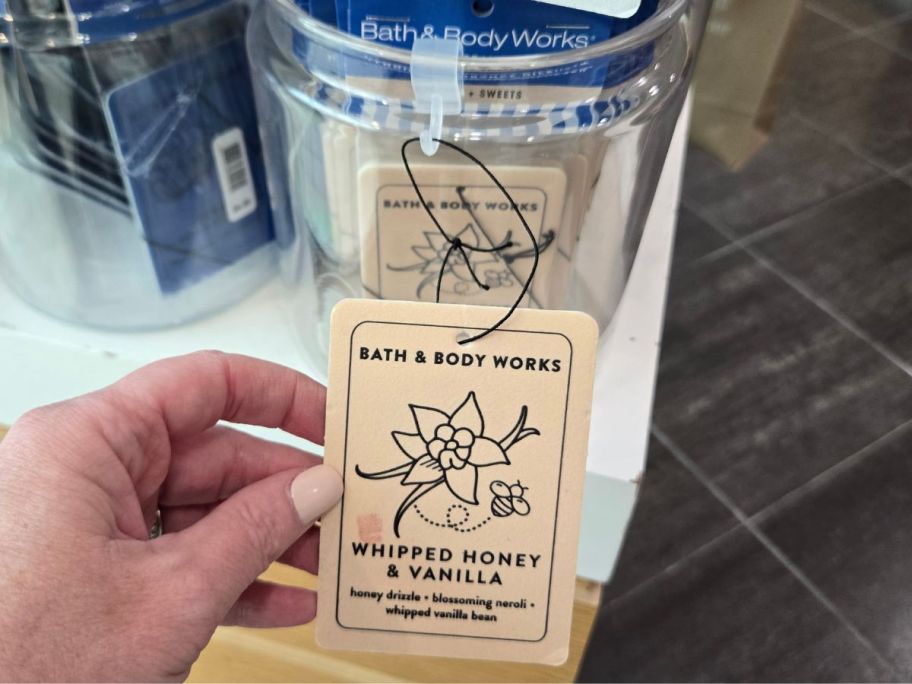 Bath & Body Works®
+ SWEETS
BATH & BODY WORKS
BATH & BODY WORKS
WHIPPED HONEY
& VANILLA
honey drizzle • blossoming neroli •
whipped vanilla bean